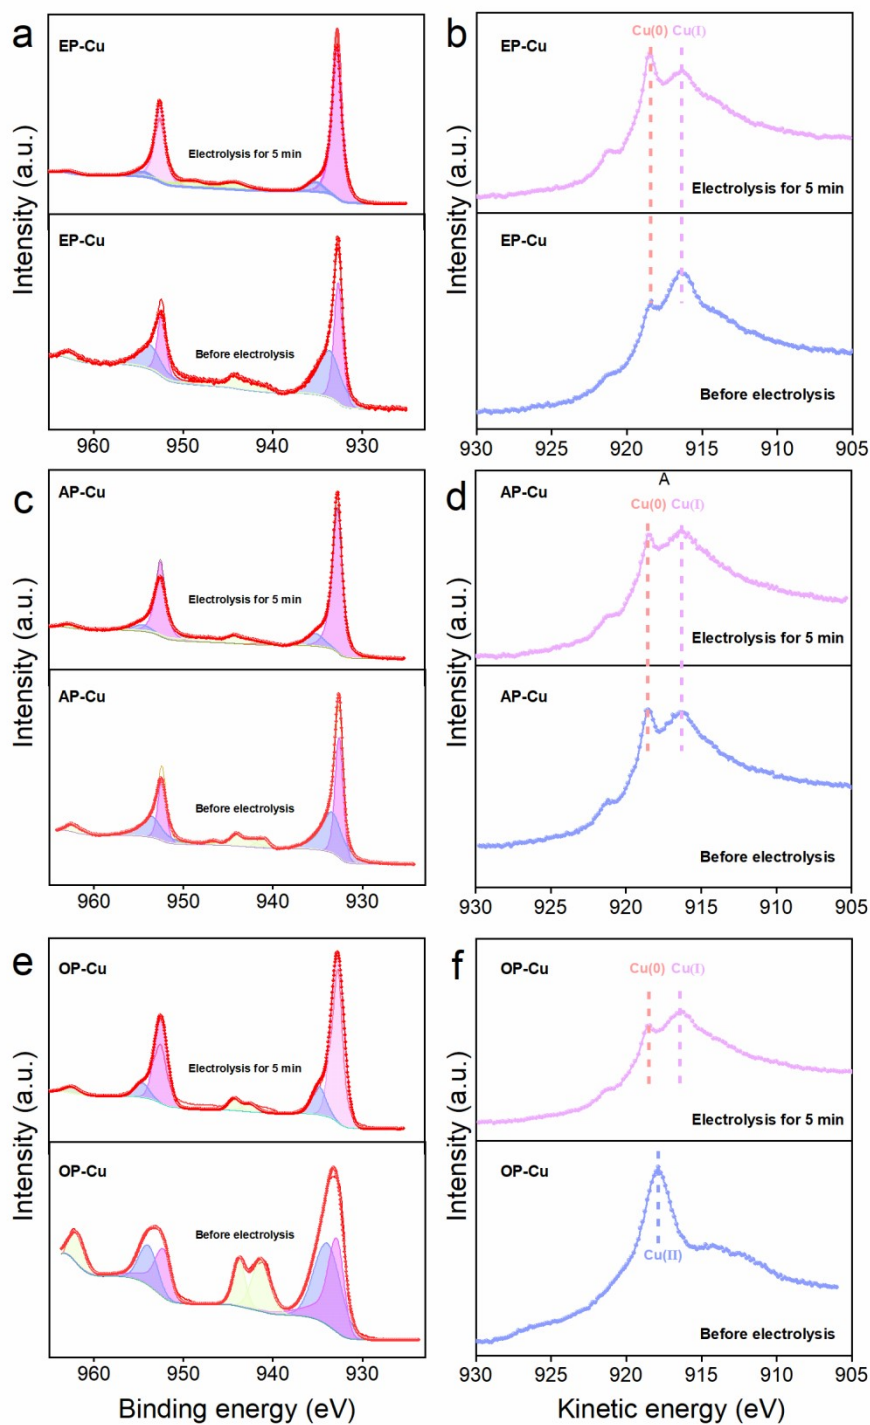 a
EP-Cu
Electrolysis for 5 min
EP-Cu
Before electrolysis
Intensity (a.u.)
960 950 940 930
b
Cu(0) Cu(I)
EP-Cu
Electrolysis for 5 min
EP-Cu
Before electrolysis
Intensity (a.u.)
930 925 920 915 910 905
c
AP-Cu
Electrolysis for 5 min
AP-Cu
Before electrolysis
Intensity (a.u.)
960 950 940 930
A
d
AP-Cu
Cu(0) Cu(I)
Electrolysis for 5 min
AP-Cu
Before electrolysis
Intensity (a.u.)
930 925 920 915 910 905
e
OP-Cu
Electrolysis for 5 min
OP-Cu
Before electrolysis
Intensity (a.u.)
960 950 940 930
Binding energy (eV)
f
OP-Cu
Cu(0) Cu(I)
Electrolysis for 5 min
OP-Cu
Cu(II)
Before electrolysis
Intensity (a.u.)
930 925 920 915 910 905
Kinetic energy (eV)